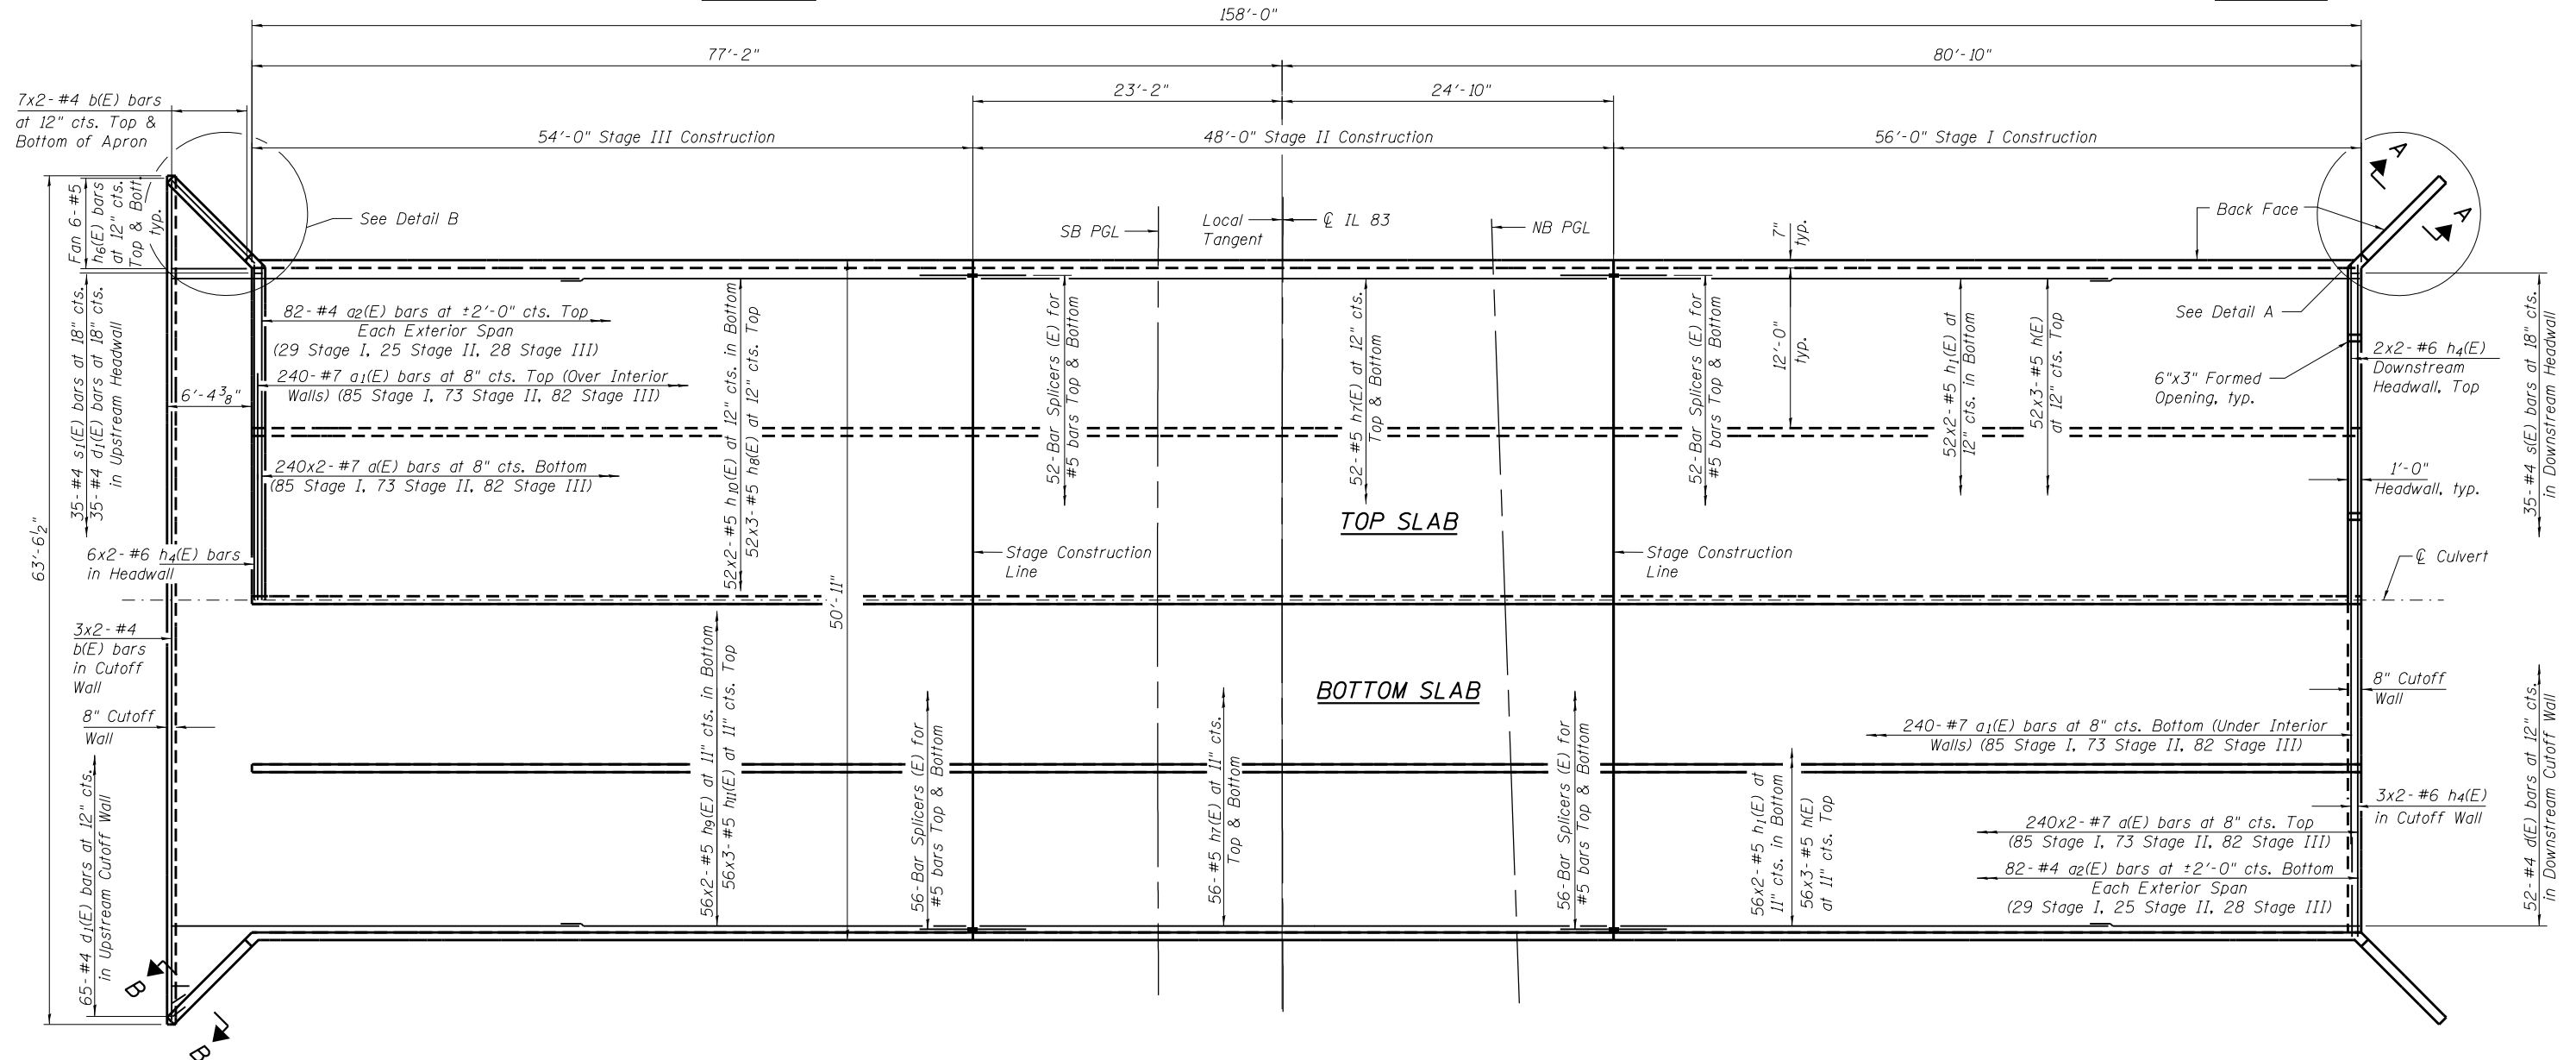 158'-0"
77'-2"
80'-10"
23'-2"
24'-10"
54'-0" Stage III Construction
48'-0" Stage II Construction
56'-0" Stage I Construction
7x2-#4 b(E) bars
at 12" cts. Top &
Bottom of Apron
Fan 6-#5
h6(E) bars
at 12" cts.
Top & Bott.
typ.
See Detail B
SB PGL
Local
Tangent
℄ IL 83
NB PGL
7"
typ.
Back Face
A
A
See Detail A
35-#4 s1(E) bars at 18" cts.
35-#4 d1(E) bars at 18" cts.
in Upstream Headwall
82-#4 a2(E) bars at ±2'-0" cts. Top
Each Exterior Span
(29 Stage I, 25 Stage II, 28 Stage III)
240-#7 a1(E) bars at 8" cts. Top (Over Interior
Walls) (85 Stage I, 73 Stage II, 82 Stage III)
6'-4 3/8"
240x2-#7 a(E) bars at 8" cts. Bottom
(85 Stage I, 73 Stage II, 82 Stage III)
52x2-#5 h10(E) at 12" cts. in Bottom
52x3-#5 h8(E) at 12" cts. Top
52-Bar Splicers (E) for
#5 bars Top & Bottom
52-#5 h7(E) at 12" cts.
Top & Bottom
52-Bar Splicers (E) for
#5 bars Top & Bottom
12'-0"
typ.
52x2-#5 h1(E) at
12" cts. in Bottom
52x3-#5 h(E)
at 12" cts. Top
6"x3" Formed
Opening, typ.
2x2-#6 h4(E)
Downstream
Headwall, Top
1'-0"
Headwall, typ.
35-#4 s(E) bars at 18" cts.
in Downstream Headwall
63'-6½"
6x2-#6 h4(E) bars
in Headwall
TOP SLAB
Stage Construction
Line
Stage Construction
Line
℄ Culvert
50'-11"
3x2-#4
b(E) bars
in Cutoff
Wall
8" Cutoff
Wall
65-#4 d1(E) bars at 12" cts.
in Upstream Cutoff Wall
56x2-#5 h9(E) at 11" cts. in Bottom
56x3-#5 h11(E) at 11" cts. Top
56-Bar Splicers (E) for
#5 bars Top & Bottom
BOTTOM SLAB
56-#5 h7(E) at 11" cts.
Top & Bottom
56-Bar Splicers (E) for
#5 bars Top & Bottom
56x2-#5 h1(E) at
11" cts. in Bottom
56x3-#5 h(E)
at 11" cts. Top
240-#7 a1(E) bars at 8" cts. Bottom (Under Interior
Walls) (85 Stage I, 73 Stage II, 82 Stage III)
240x2-#7 a(E) bars at 8" cts. Top
(85 Stage I, 73 Stage II, 82 Stage III)
82-#4 a2(E) bars at ±2'-0" cts. Bottom
Each Exterior Span
(29 Stage I, 25 Stage II, 28 Stage III)
8" Cutoff
Wall
3x2-#6 h4(E)
in Cutoff Wall
52-#4 d(E) bars at 12" cts.
in Downstream Cutoff Wall
B
B